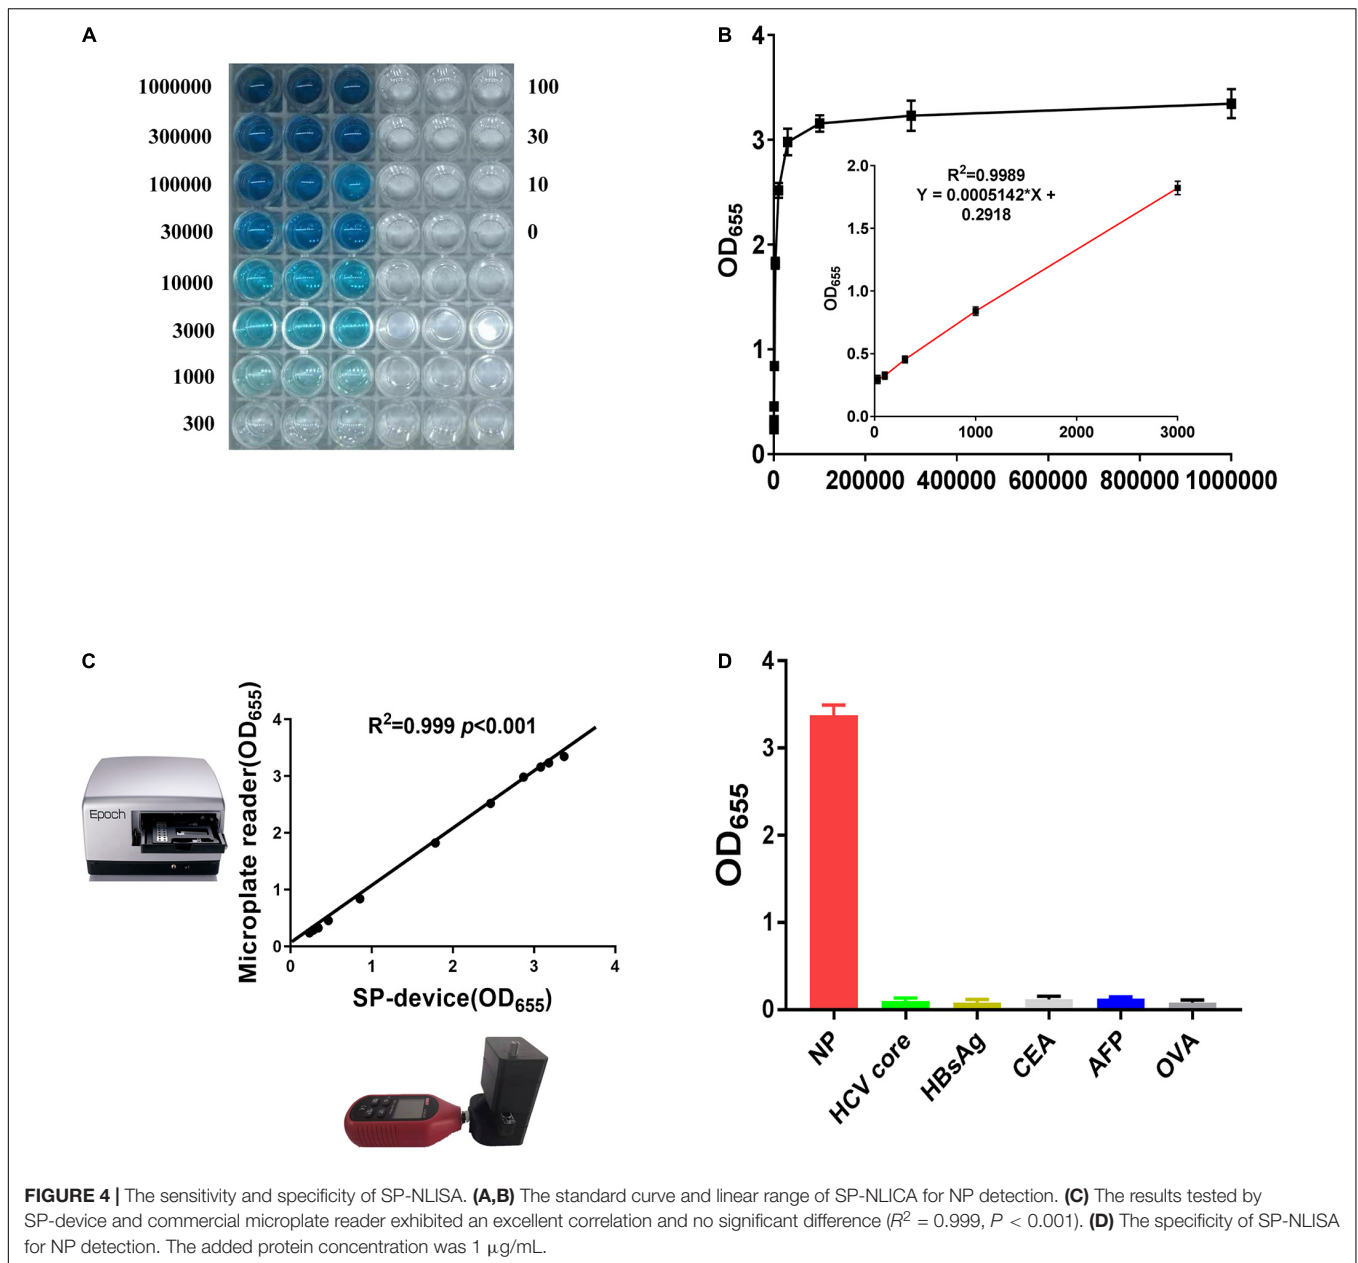 A
1000000
300000
100000
30000
10000
3000
1000
300
100
30
10
0
B
4
3
2
1
0
OD655
0 200000 400000 600000 800000 1000000
2.0
1.5
1.0
0.5
0.0
OD655
0 1000 2000 3000
R2=0.9989
Y = 0.0005142*X +
0.2918
C
Epoch
Microplate reader(OD655)
4
3
2
1
0
R2=0.999 p<0.001
0 1 2 3 4
SP-device(OD655)
D
4
3
2
1
0
OD655
NP
HCV core
HBsAg
CEA
AFP
OVA
FIGURE 4 | The sensitivity and specificity of SP-NLISA. (A,B) The standard curve and linear range of SP-NLICA for NP detection. (C) The results tested by
SP-device and commercial microplate reader exhibited an excellent correlation and no significant difference (R2 = 0.999, P < 0.001). (D) The specificity of SP-NLISA
for NP detection. The added protein concentration was 1 μg/mL.